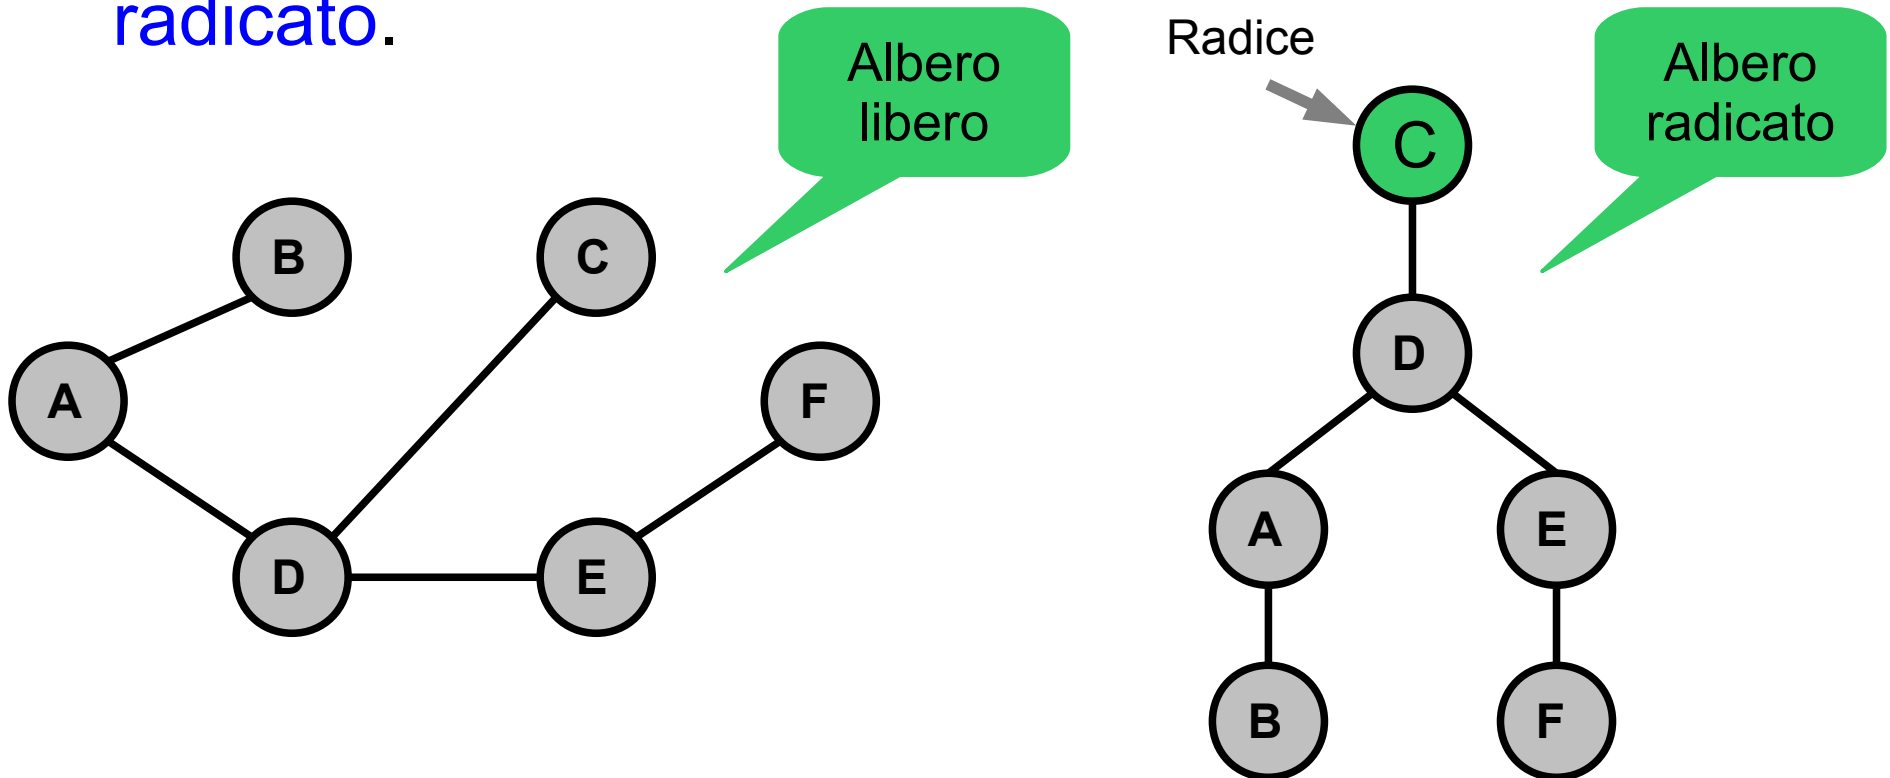 radicato.
Albero
libero
B
C
A
F
D
E
Radice
Albero
radicato
C
D
A
E
B
F